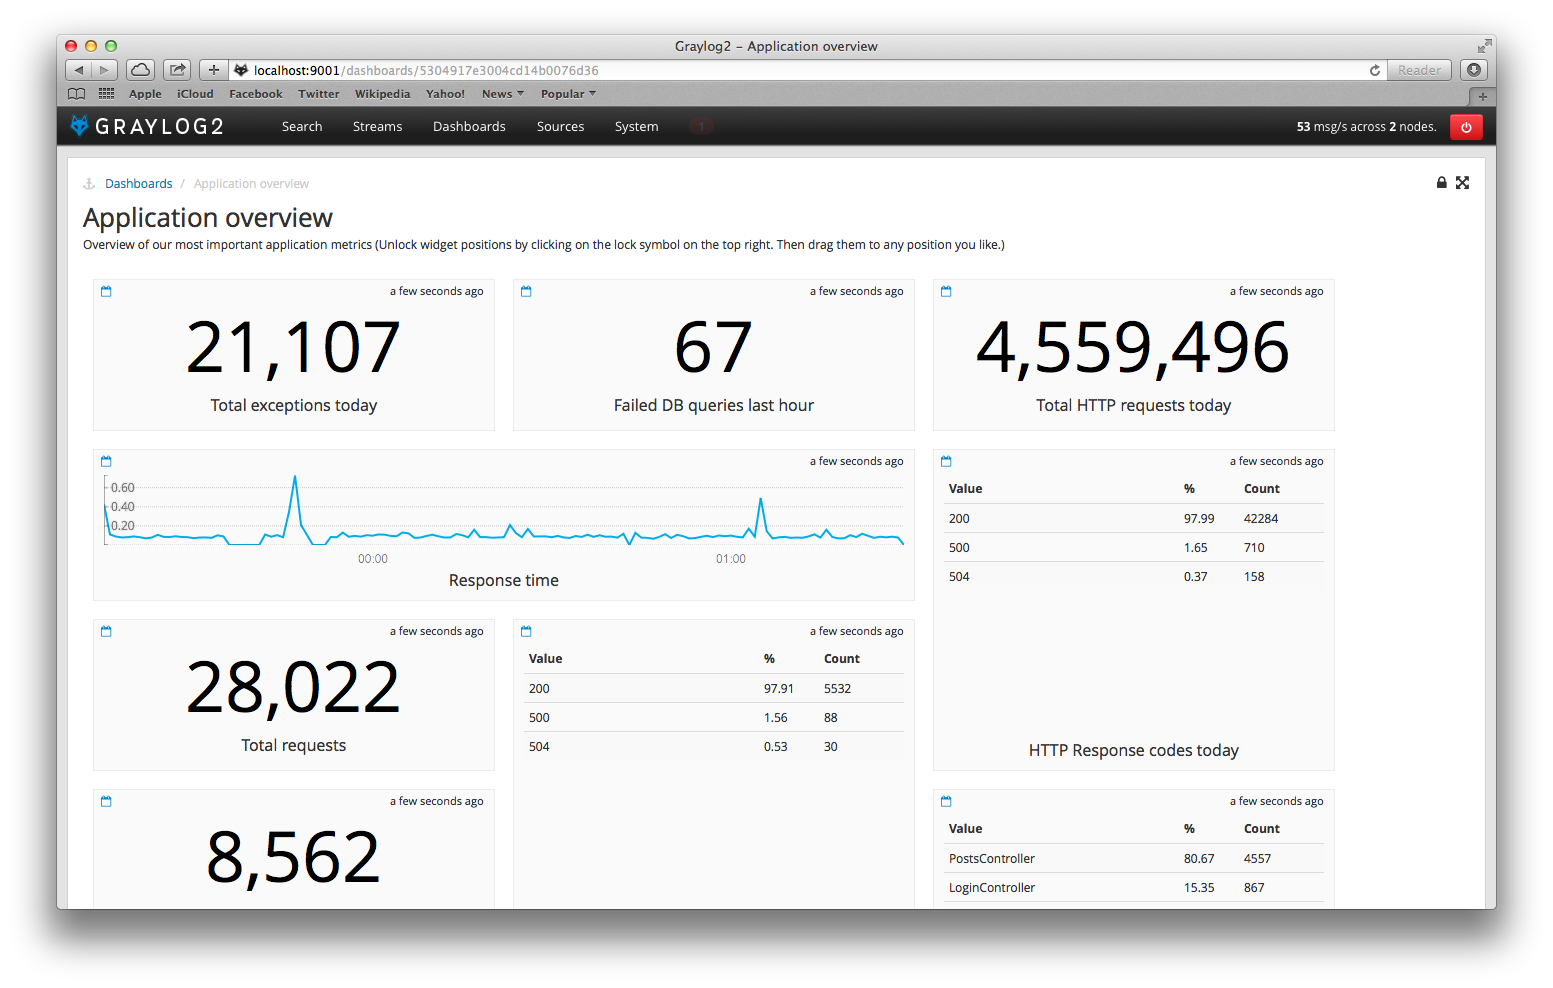 Graylog2 – Application overview
localhost:9001/dashboards/5304917e3004cd14b0076d36
Reader
Apple iCloud Facebook Twitter Wikipedia Yahoo! News Popular
GRAYLOG2 Search Streams Dashboards Sources System 1 53 msg/s across 2 nodes.
Dashboards / Application overview
Application overview
Overview of our most important application metrics (Unlock widget positions by clicking on the lock symbol on the top right. Then drag them to any position you like.)
a few seconds ago
21,107
Total exceptions today
a few seconds ago
67
Failed DB queries last hour
a few seconds ago
4,559,496
Total HTTP requests today
a few seconds ago
0.60
0.40
0.20
00:00 01:00
Response time
a few seconds ago
Value % Count
200 97.99 42284
500 1.65 710
504 0.37 158
HTTP Response codes today
a few seconds ago
28,022
Total requests
a few seconds ago
Value % Count
200 97.91 5532
500 1.56 88
504 0.53 30
a few seconds ago
8,562
a few seconds ago
Value % Count
PostsController 80.67 4557
LoginController 15.35 867